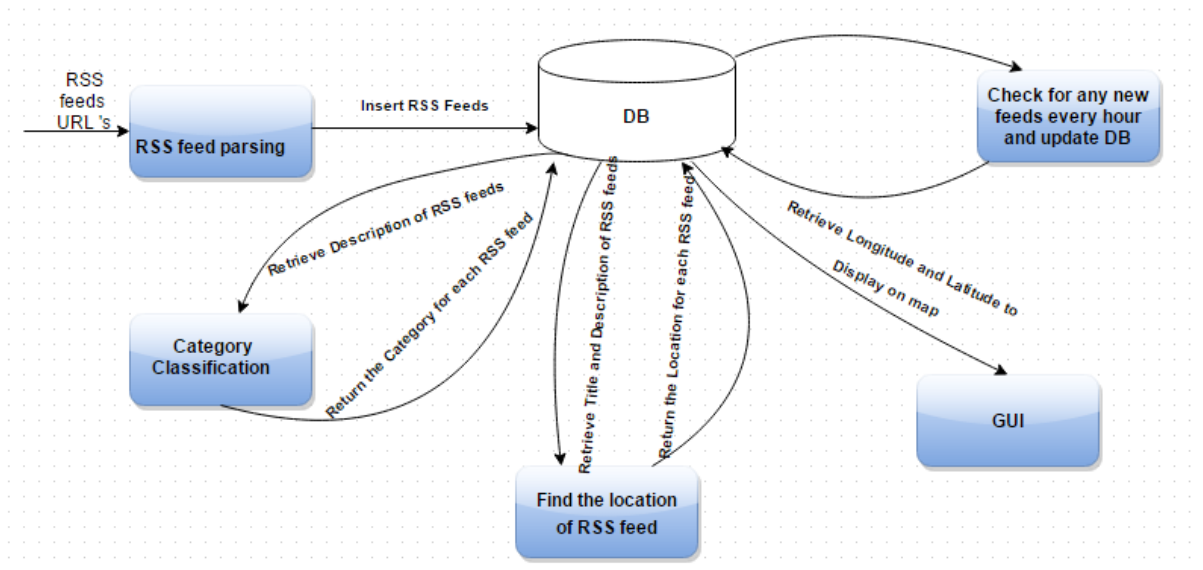 RSS
feeds
URL 's
RSS feed parsing
Insert RSS Feeds
DB
Check for any new
feeds every hour
and update DB
Retrieve Description of RSS feeds
Return the Category for each RSS feed
Retrieve Title and Description of RSS feeds
Return the Location for each RSS feed
Retrieve Longitude and Latitude to
Display on map
Category
Classification
GUI
Find the location
of RSS feed